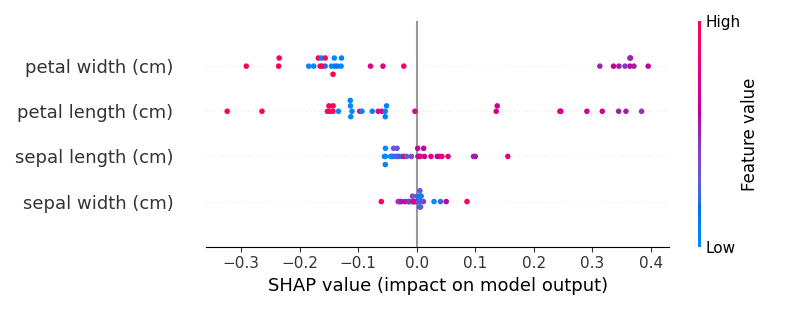 High
petal width (cm)
petal length (cm)
sepal length (cm)
sepal width (cm)
Feature value
Low
−0.3 −0.2 −0.1 0.0 0.1 0.2 0.3 0.4
SHAP value (impact on model output)